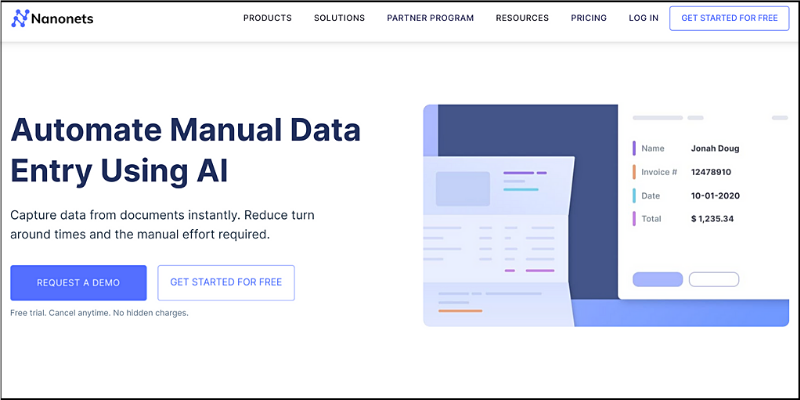 Nanonets PRODUCTS SOLUTIONS PARTNER PROGRAM RESOURCES PRICING LOG IN GET STARTED FOR FREE
Automate Manual Data
Entry Using AI
Capture data from documents instantly. Reduce turn
around times and the manual effort required.
REQUEST A DEMO GET STARTED FOR FREE
Free trial. Cancel anytime. No hidden charges.
Name Jonah Doug
Invoice # 12478910
Date 10-01-2020
Total $ 1,235.34